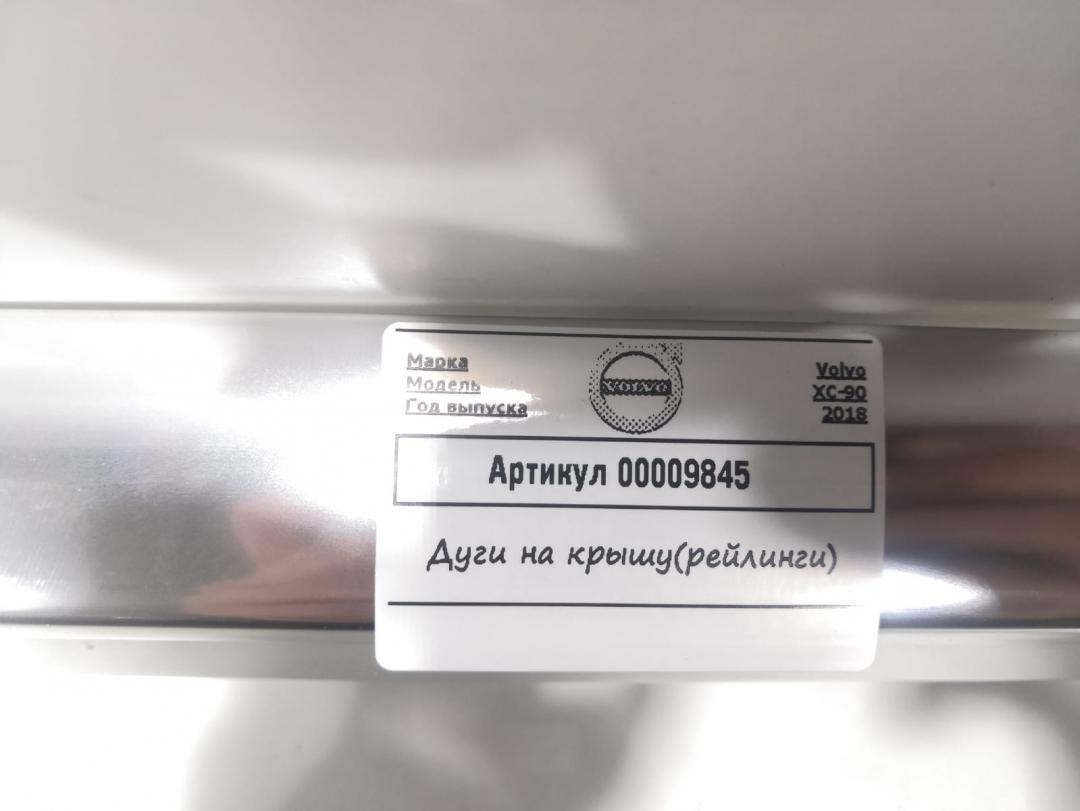 Марка Volvo
Модель XC-90
Год выпуска 2018
VOLVO
Артикул 00009845
Дуги на крышу(рейлинги)